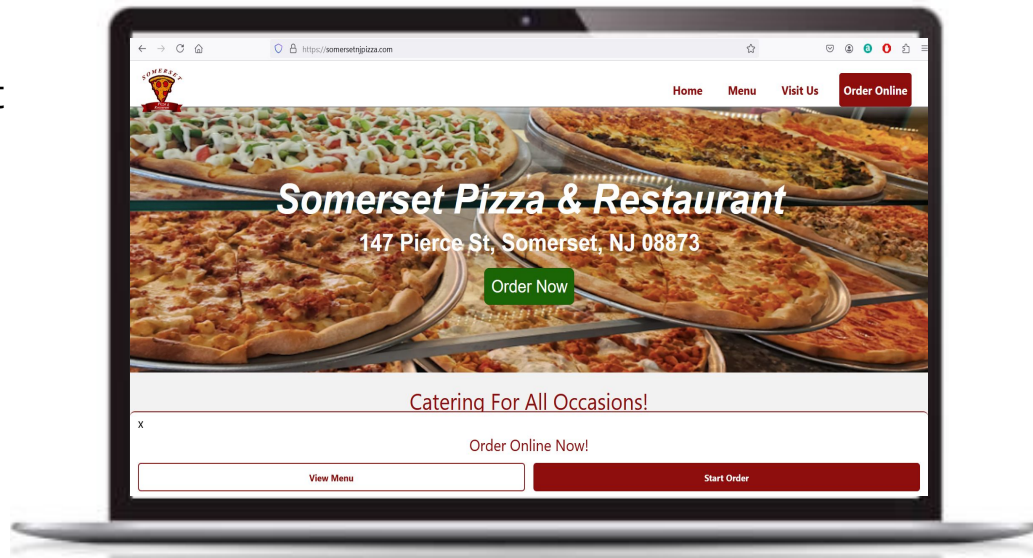 t
https://somersetnjpizza.com
SOMERSET
Home Menu Visit Us Order Online
Somerset Pizza & Restaurant
147 Pierce St, Somerset, NJ 08873
Order Now
Catering For All Occasions!
X
Order Online Now!
View Menu Start Order